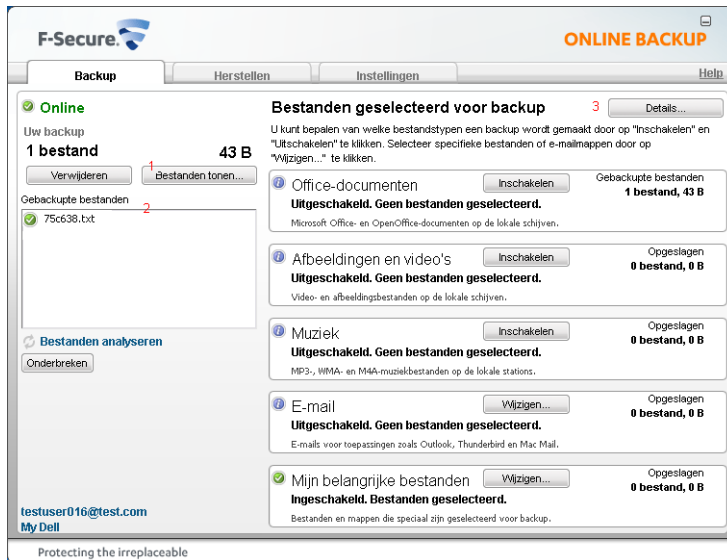 F-Secure.
ONLINE BACKUP
Backup
Herstellen
Instellingen
Help
Online
Uw backup
1 bestand
43 B
1
Verwijderen
Bestanden tonen...
Gebackupte bestanden
2
75c638.txt
Bestanden analyseren
Onderbreken
testuser016@test.com
My Dell
Bestanden geselecteerd voor backup
3
Details...
U kunt bepalen van welke bestandstypen een backup wordt gemaakt door op "Inschakelen" en
"Uitschakelen" te klikken. Selecteer specifieke bestanden of e-mailmappen door op
"Wijzigen..." te klikken.
Office-documenten
Inschakelen
Gebackupte bestanden
1 bestand, 43 B
Uitgeschakeld. Geen bestanden geselecteerd.
Microsoft Office- en OpenOffice-documenten op de lokale schijven.
Afbeeldingen en video's
Inschakelen
Opgeslagen
0 bestand, 0 B
Uitgeschakeld. Geen bestanden geselecteerd.
Video- en afbeeldingsbestanden op de lokale schijven.
Muziek
Inschakelen
Opgeslagen
0 bestand, 0 B
Uitgeschakeld. Geen bestanden geselecteerd.
MP3-, WMA- en M4A-muziekbestanden op de lokale stations.
E-mail
Wijzigen...
Opgeslagen
0 bestand, 0 B
Uitgeschakeld. Geen bestanden geselecteerd.
E-mails voor toepassingen zoals Outlook, Thunderbird en Mac Mail.
Mijn belangrijke bestanden
Wijzigen...
Opgeslagen
0 bestand, 0 B
Ingeschakeld. Bestanden geselecteerd.
Bestanden en mappen die speciaal zijn geselecteerd voor backup.
Protecting the irreplaceable